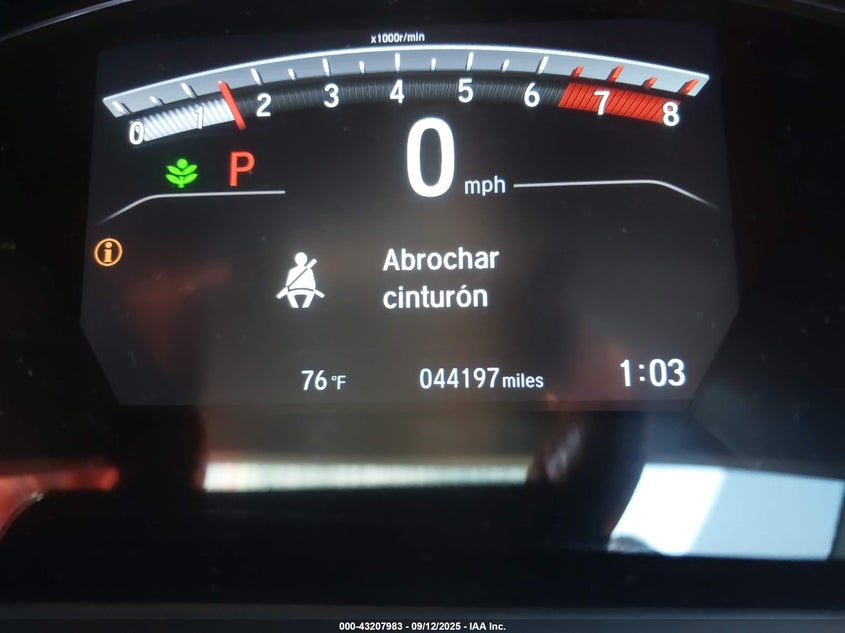 x1000r/min
0 1 2 3 4 5 6 7 8
P
0 mph
Abrochar
cinturón
76 °F 044197 miles 1:03
000-43207983 - 09/12/2025 - IAA Inc.